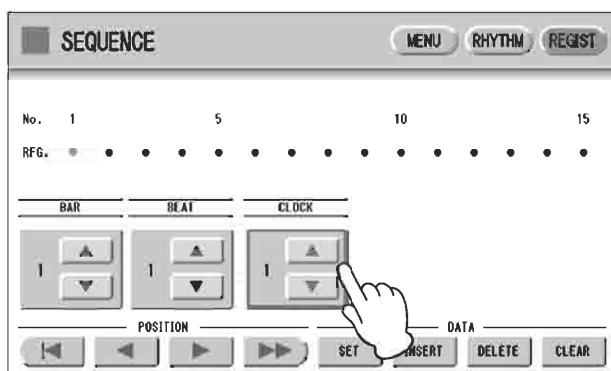 SEQUENCE MENU RHYTHM REGIST
No. 1 5 10 15
RFG.
BAR BEAT CLOCK
1 1 1
POSITION DATA
SET INSERT DELETE CLEAR